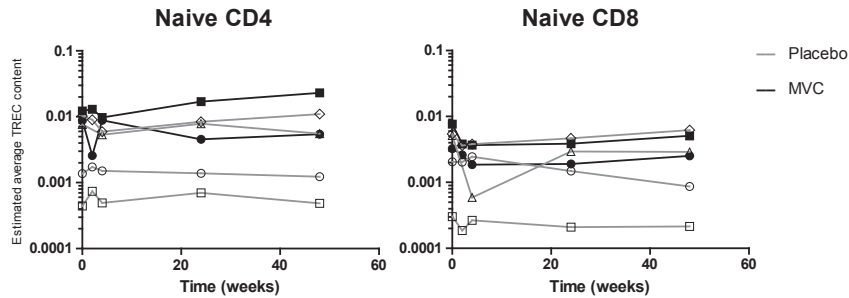 Naive CD4
Estimated average TREC content
0.1
0.01
0.001
0.0001
0
20
40
60
Time (weeks)
Naive CD8
0.1
0.01
0.001
0.0001
0
20
40
60
Time (weeks)
Placebo
MVC